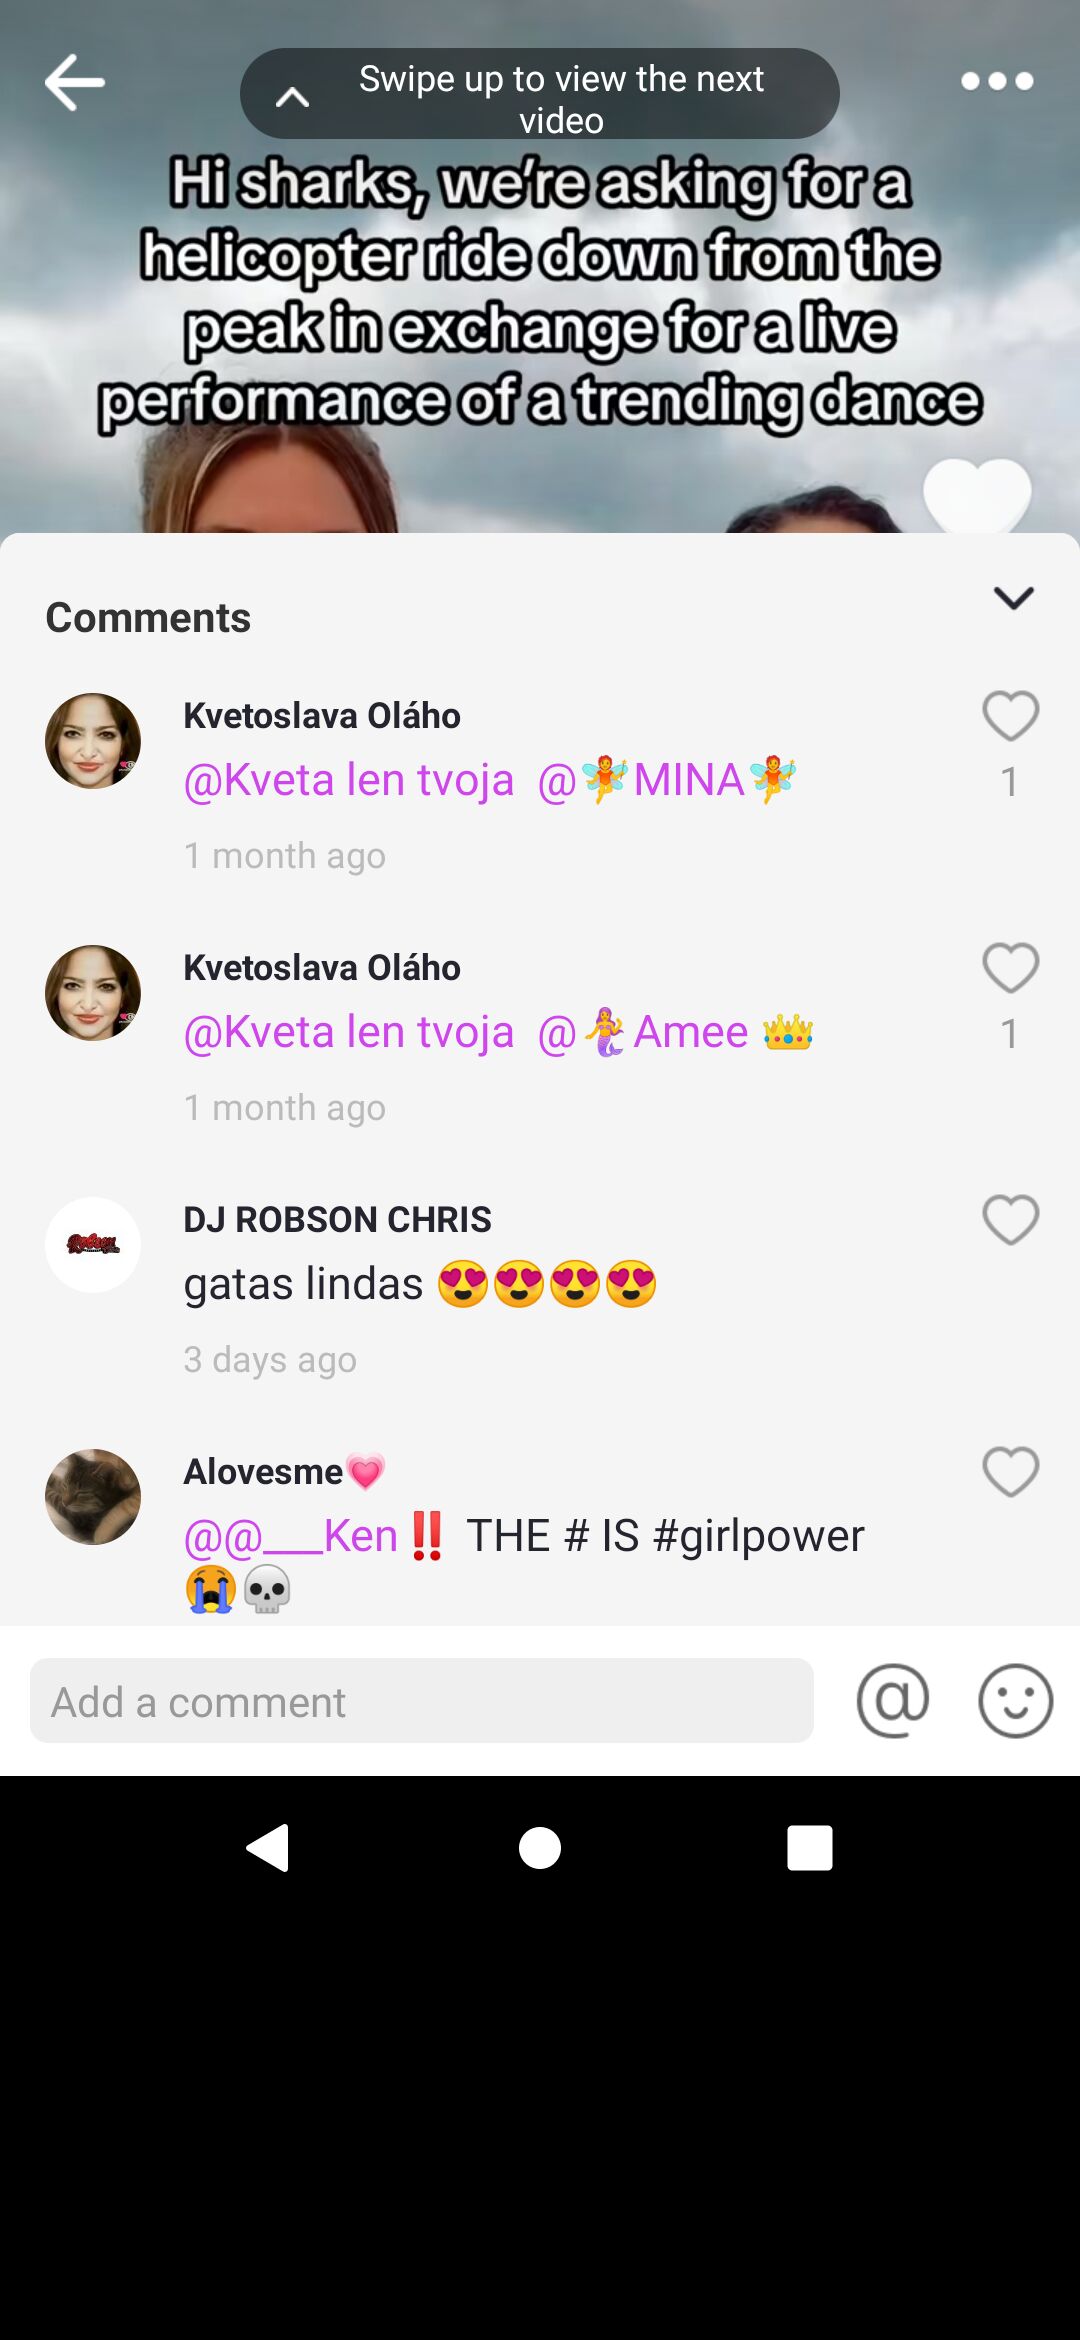 Swipe up to view the next
video
Hi sharks, we're asking for a
helicopter ride down from the
peak in exchange for a live
performance of a trending dance
Comments
Kvetoslava Oláho
@Kveta len tvoja @🧚MINA🧚
1
1 month ago
Kvetoslava Oláho
@Kveta len tvoja @🧜‍♀️Amee 👑
1
1 month ago
DJ ROBSON CHRIS
gatas lindas 😍😍😍😍
3 days ago
Alovesme💗
@@___Ken‼️ THE # IS #girlpower
😭💀
Add a comment